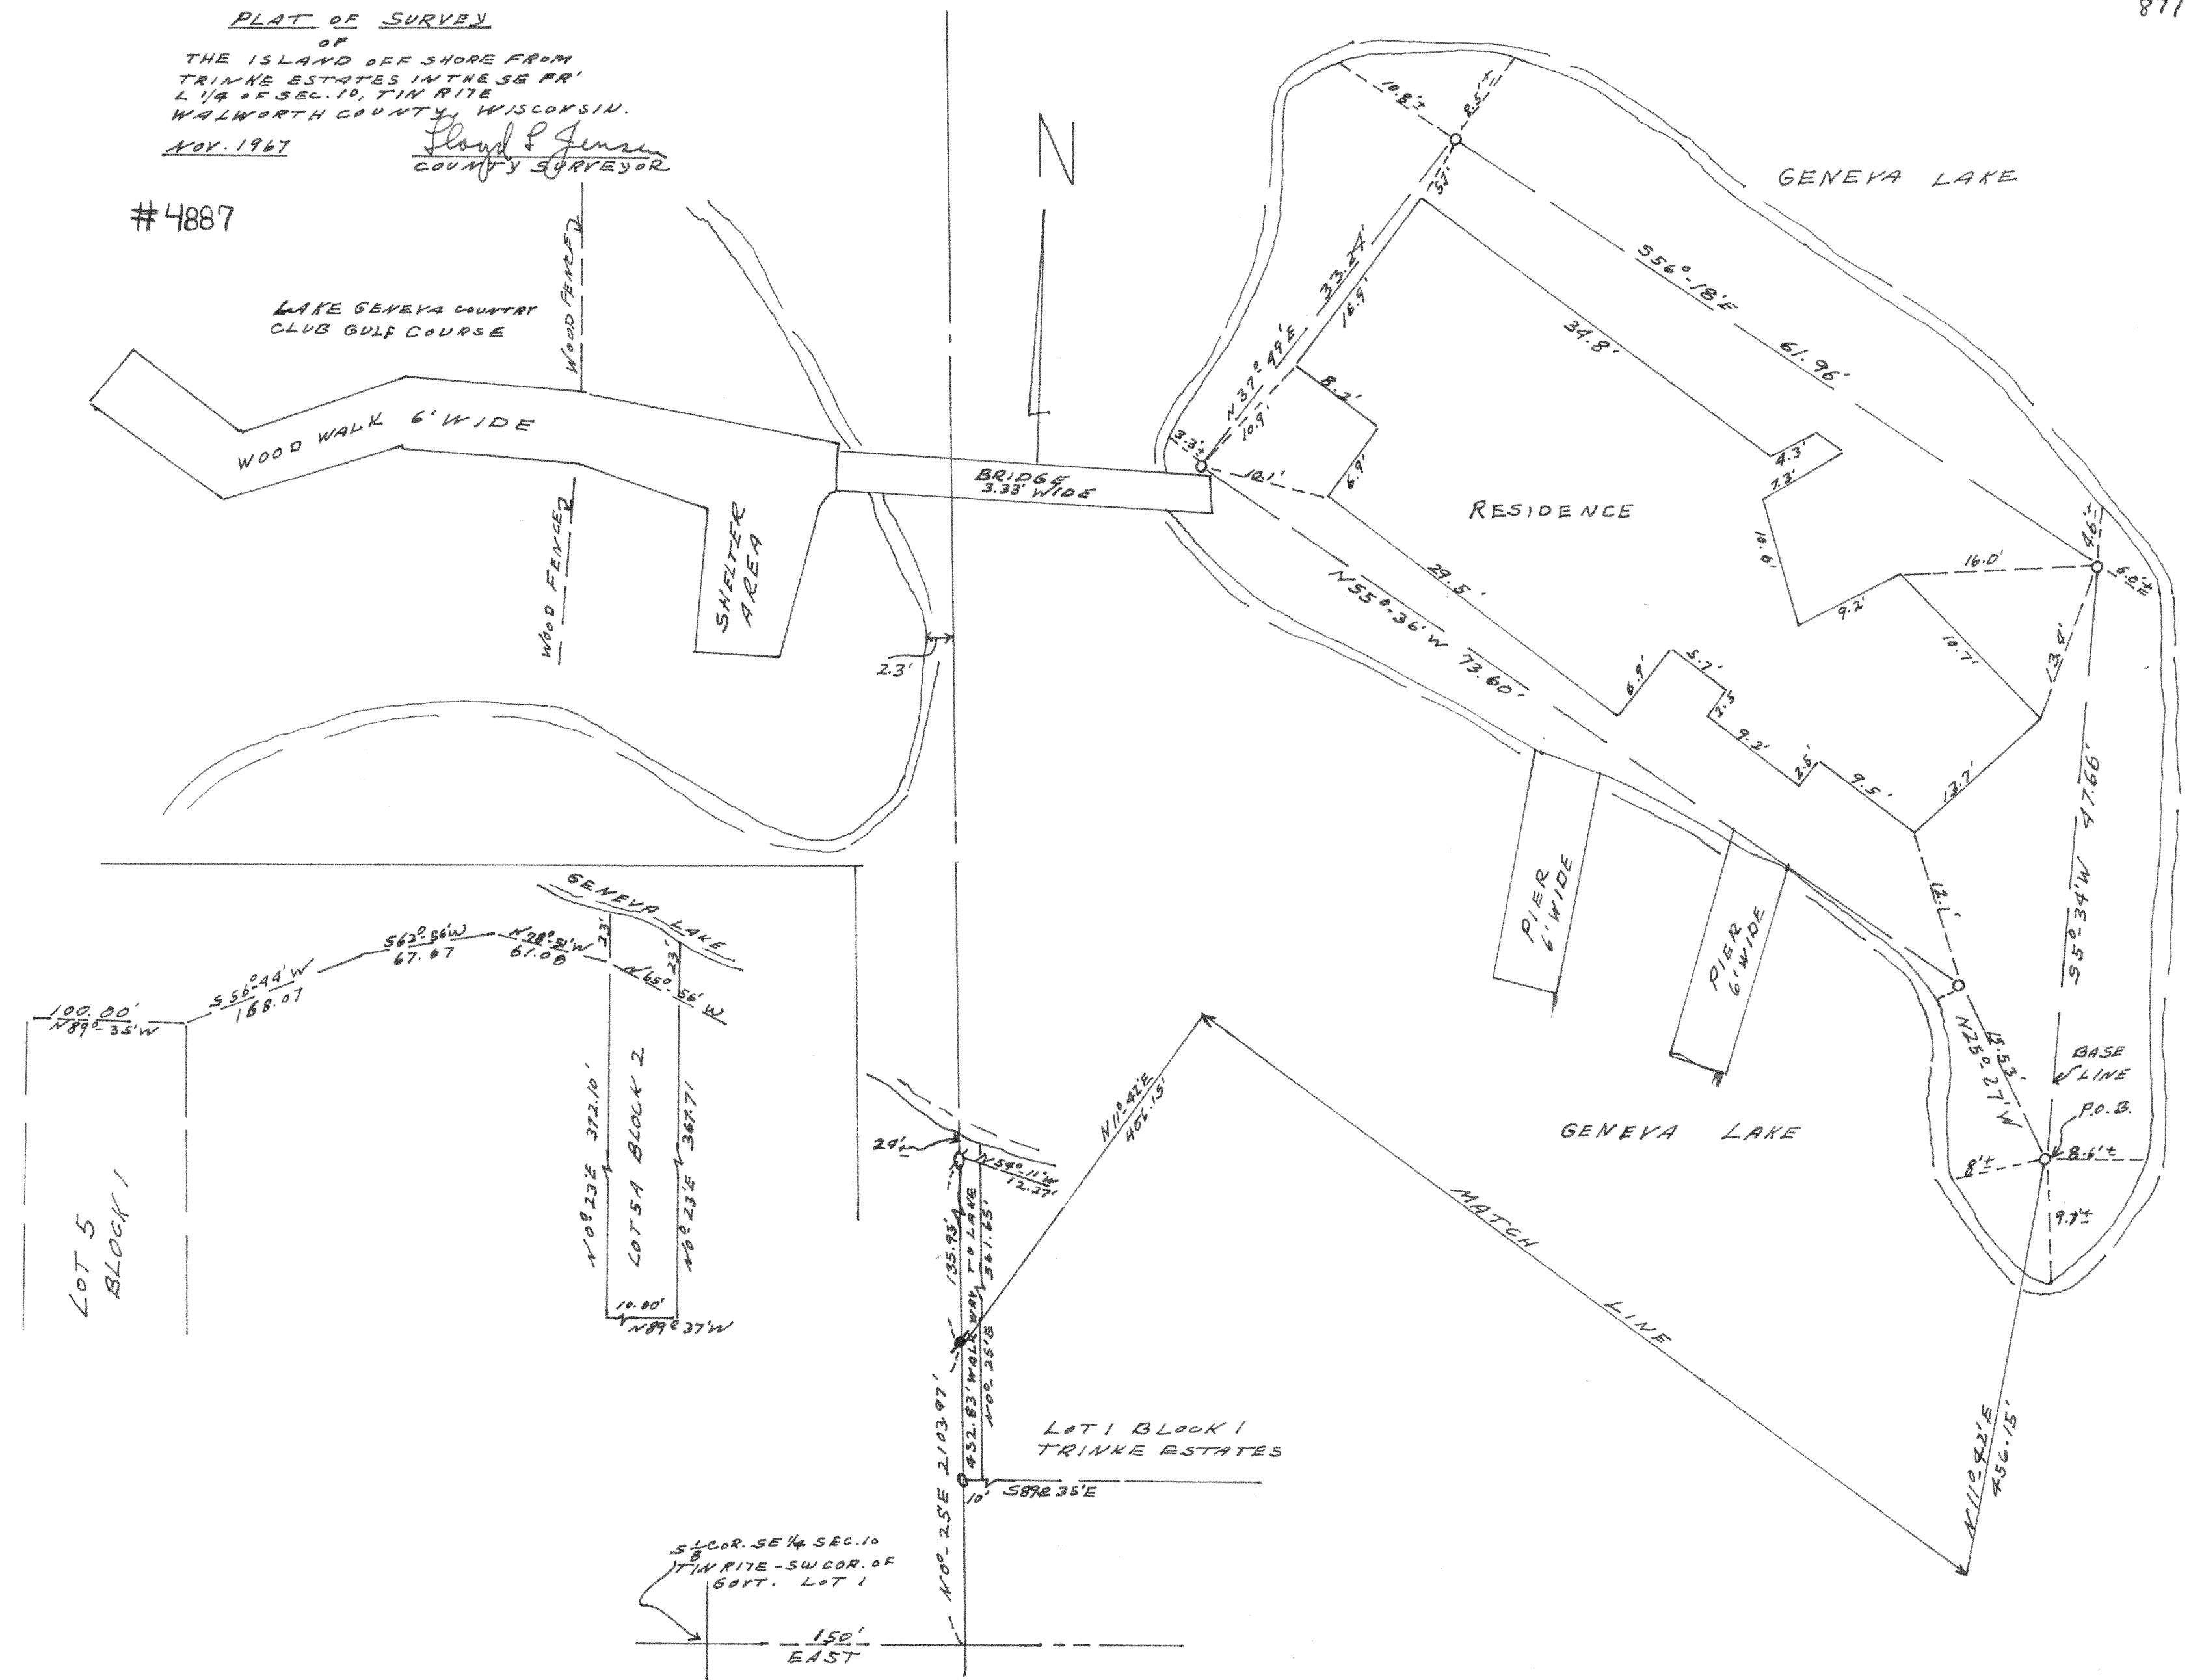 877
PLAT OF SURVEY
OF
THE ISLAND OFF SHORE FROM
TRINKE ESTATES IN THE SE FR'
L 1/4 OF SEC. 10, T1N R17E
WALWORTH COUNTY, WISCONSIN.
NOV. 1967
Lloyd L Jensen
COUNTY SURVEYOR
#4887
N
WOOD FENCE
LAKE GENEVA COUNTRY
CLUB GULF COURSE
WOOD WALK 6' WIDE
WOOD FENCE
SHELTER
AREA
BRIDGE
3.33' WIDE
2.3'
GENEVA LAKE
10.8'±
8.5'±
5.7'
33.24'
N 37°-49'E
16.9'
10.9'
8.2'
6.9'
3.3'±
12.1'
S56°-18'E
61.96'
34.8'
4.3'
7.3'
10.9'
9.2'
16.0'
4.6'±
6.0'±
RESIDENCE
29.5'
N55°-36'W 73.60'
6.9'
5.7'
2.5
9.2'
2.6'
9.5'
13.7'
10.7'
13.4'
12.1'
S5°-34'W 47.66'
PIER
6' WIDE
PIER
6' WIDE
15.53'
N25°-27'W
BASE
LINE
P.O.B.
8'±
8.6'±
9.7'±
GENEVA LAKE
MATCH LINE
N11°-42'E
456.15'
N11°-42'E
456.15'
GENEVA LAKE
100.00'
N89°-35'W
S56°-44'W
168.07
S62°-56'W
67.67
N78°-51'W
61.08
23'
23'
N65°-56'W
LOT 5
BLOCK 1
N0°23'E 372.10'
LOT 5A BLOCK 2
N0°23'E 367.71
10.00'
N89°37'W
24'±
N54°-11'W
12.27'
135.93'
432.83' WALK WAY TO LAKE
N0°-25'E 561.65'
N0°-25'E 2103.97'
LOT 1 BLOCK 1
TRINKE ESTATES
10'
S89°35'E
S 1/8 COR. SE 1/4 SEC. 10
T1N R17E - SW COR. OF
GOVT. LOT 1
150'
EAST